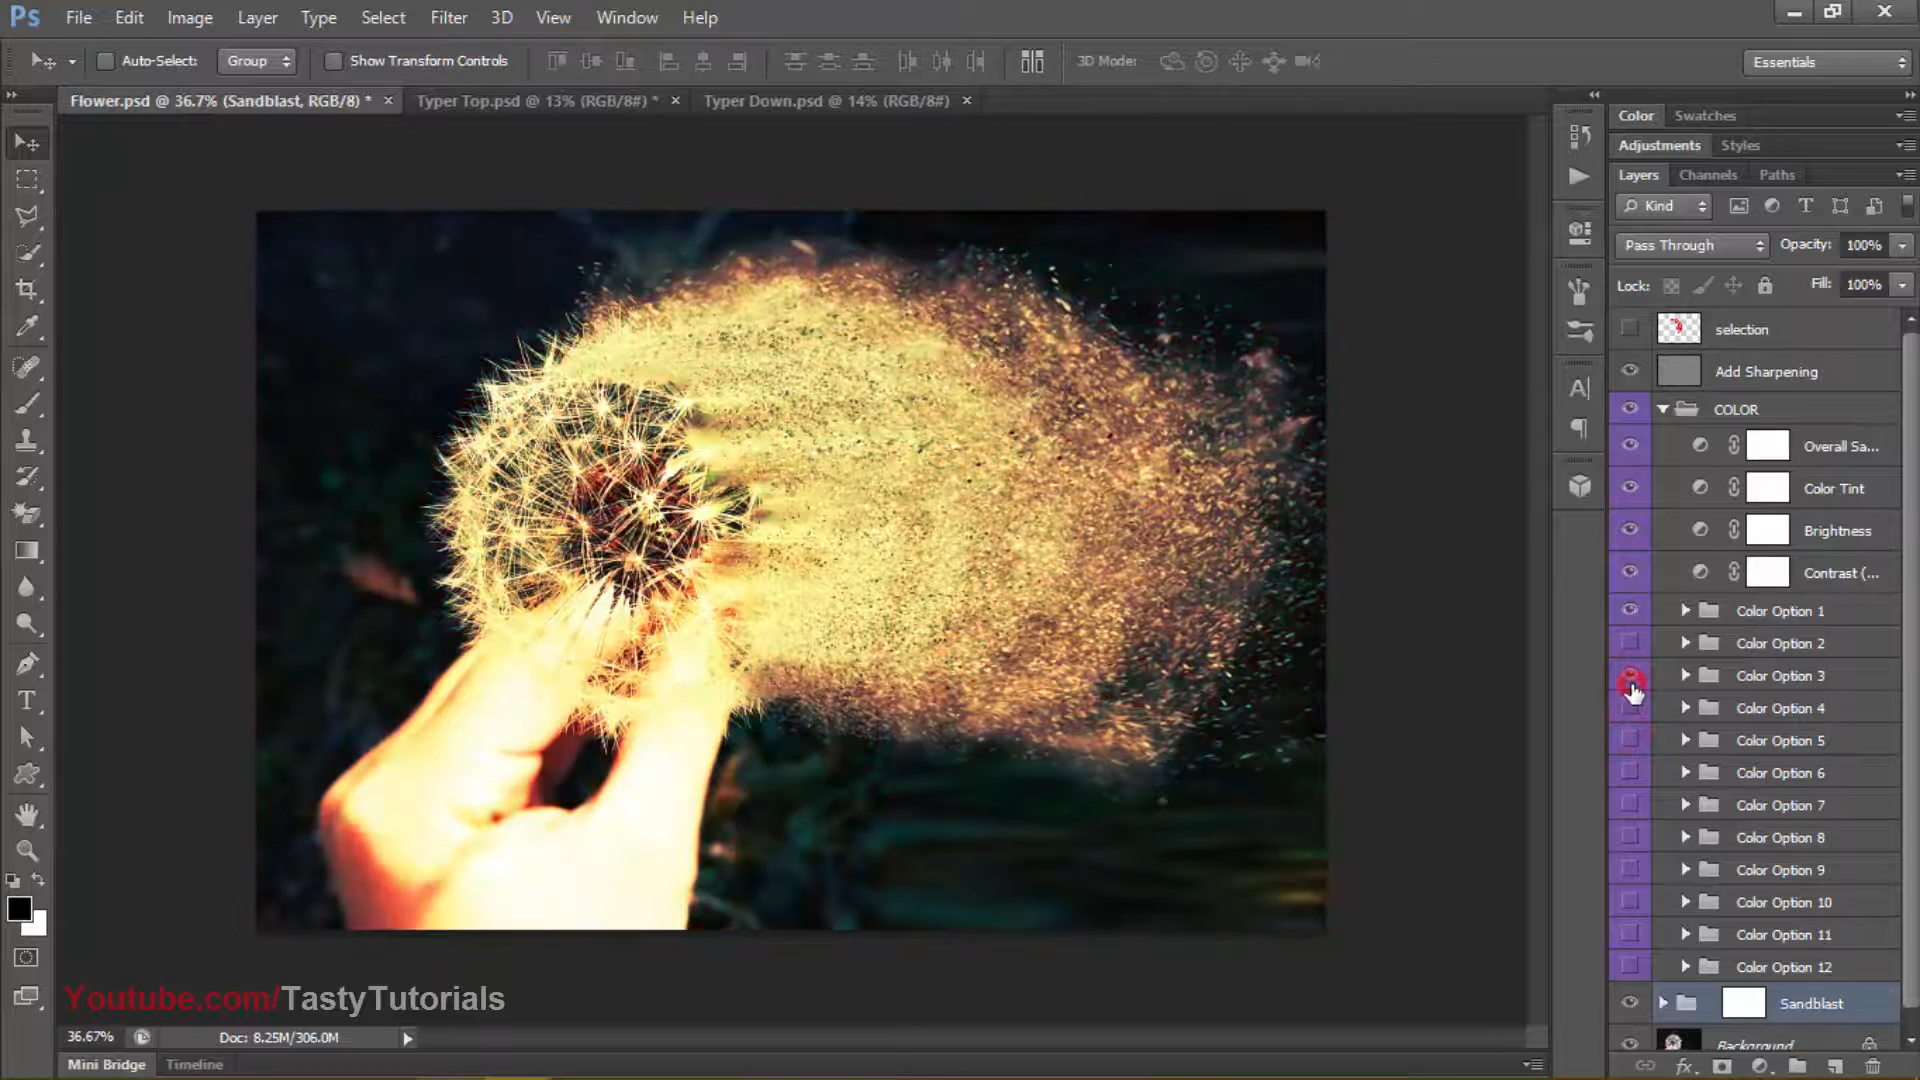 Ps File Edit Image Layer Type Select Filter 3D View Window Help
Auto-Select: Group Show Transform Controls 3D Mode: Essentials
Flower.psd @ 36.7% (Sandblast, RGB/8) * × Typer Top.psd @ 13% (RGB/8#) * × Typer Down.psd @ 14% (RGB/8#) ×
Color Swatches
Adjustments Styles
Layers Channels Paths
Kind
Pass Through Opacity: 100%
Lock: Fill: 100%
selection
Add Sharpening
COLOR
Overall Sa...
Color Tint
Brightness
Contrast (...
Color Option 1
Color Option 2
Color Option 3
Color Option 4
Color Option 5
Color Option 6
Color Option 7
Color Option 8
Color Option 9
Color Option 10
Color Option 11
Color Option 12
Sandblast
Background
Youtube.com/TastyTutorials
36.67% Doc: 8.25M/306.0M
Mini Bridge Timeline